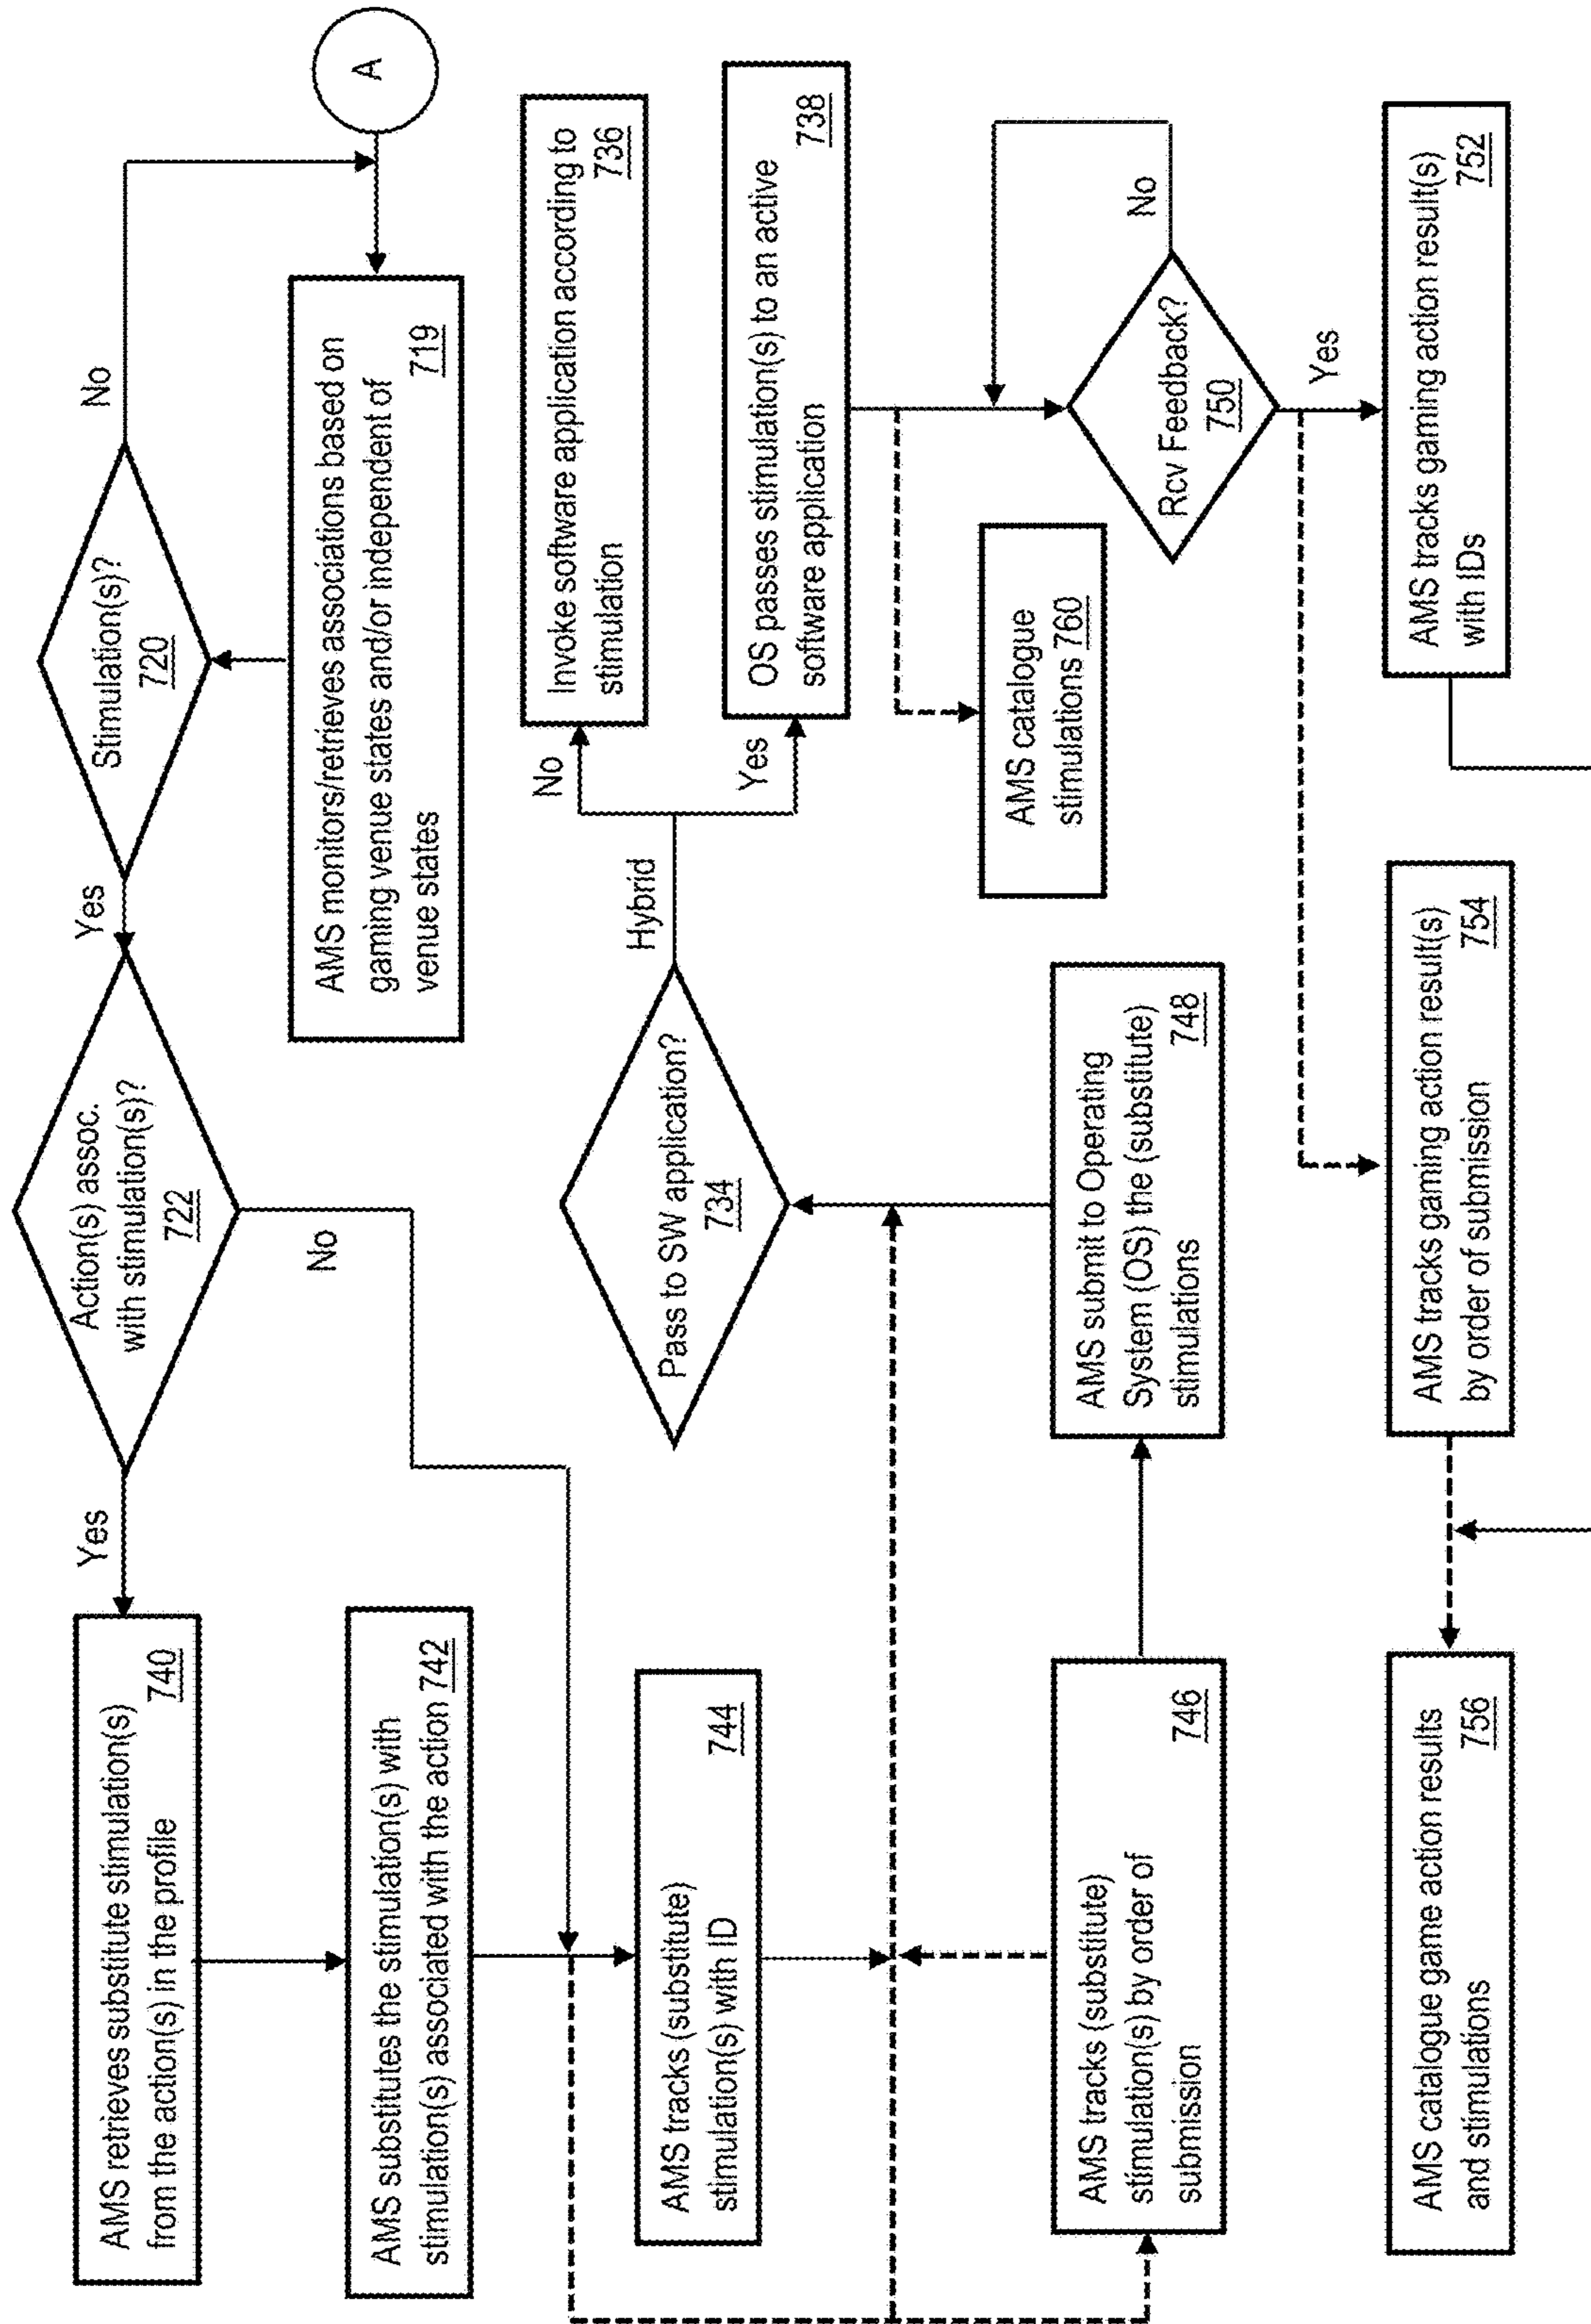 A
AMS monitors/retrieves associations based on
gaming venue states and/or independent of
venue states
719
Stimulation(s)?
720
No
Yes
Action(s) assoc.
with stimulation(s)?
722
No
Yes
AMS retrieves substitute stimulation(s)
from the action(s) in the profile
740
AMS substitutes the stimulation(s) with
stimulation(s) associated with the action 742
AMS tracks (substitute)
stimulation(s) with ID
744
AMS tracks (substitute)
stimulation(s) by order of
submission
746
AMS submit to Operating
System (OS) the (substitute)
stimulations
748
Pass to SW application?
734
Hybrid
No
Yes
Invoke software application according to
stimulation
736
OS passes stimulation(s) to an active
software application
738
AMS catalogue
stimulations 760
Rcv Feedback?
750
No
Yes
AMS tracks gaming action result(s)
with IDs
752
AMS tracks gaming action result(s)
by order of submission
754
AMS catalogue game action results
and stimulations
756